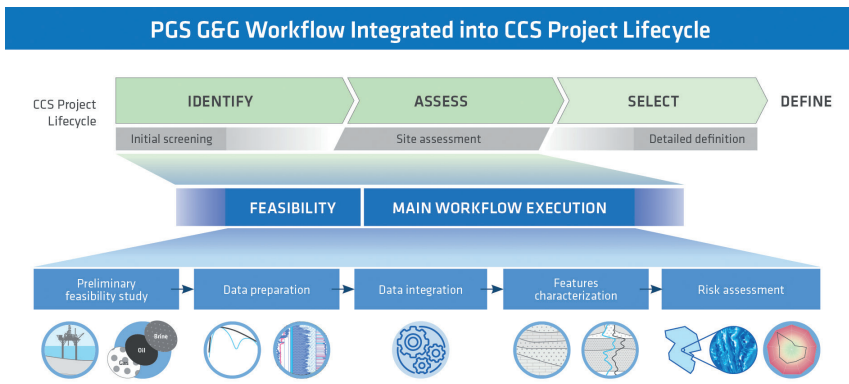 PGS G&G Workflow Integrated into CCS Project Lifecycle
CCS Project
Lifecycle
IDENTIFY
ASSESS
SELECT
DEFINE
Initial screening
Site assessment
Detailed definition
FEASIBILITY
MAIN WORKFLOW EXECUTION
Preliminary
feasibility study
Data preparation
Data integration
Features
characterization
Risk assessment
Brine
Oil